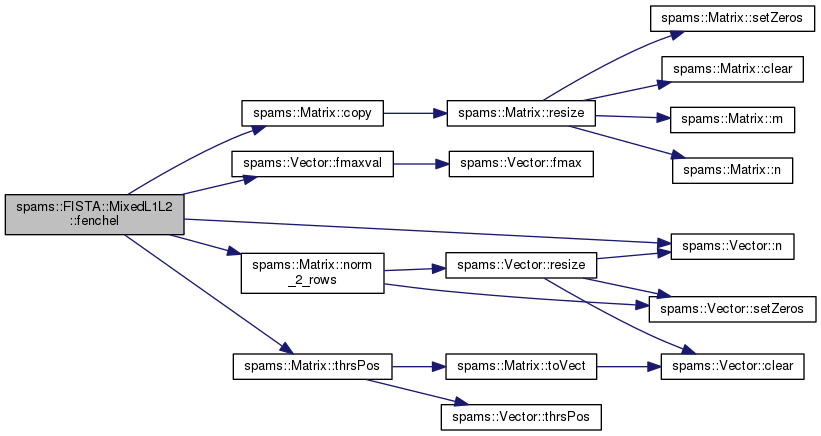 spams::FISTA::MixedL1L2
::fenchel
spams::Matrix::copy
spams::Vector::fmaxval
spams::Matrix::norm
_2_rows
spams::Matrix::thrsPos
spams::Matrix::resize
spams::Vector::fmax
spams::Vector::resize
spams::Matrix::toVect
spams::Vector::thrsPos
spams::Matrix::setZeros
spams::Matrix::clear
spams::Matrix::m
spams::Matrix::n
spams::Vector::n
spams::Vector::setZeros
spams::Vector::clear